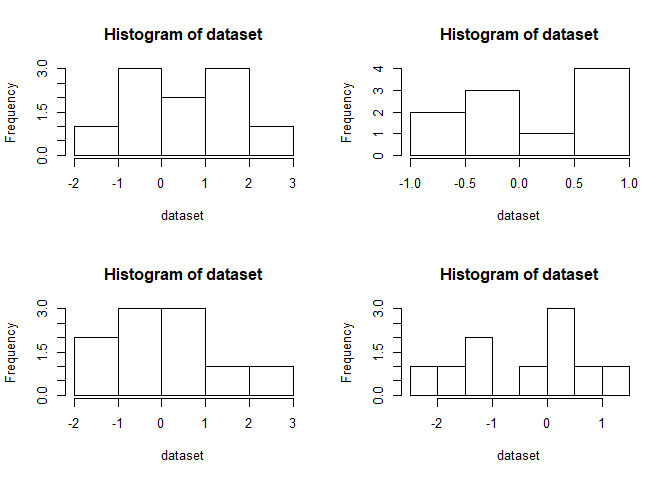 Histogram of dataset
Frequency
0.0 1.5 3.0
-2 -1 0 1 2 3
dataset
Histogram of dataset
Frequency
0 1 2 3 4
-1.0 -0.5 0.0 0.5 1.0
dataset
Histogram of dataset
Frequency
0.0 1.5 3.0
-2 -1 0 1 2 3
dataset
Histogram of dataset
Frequency
0.0 1.5 3.0
-2 -1 0 1
dataset